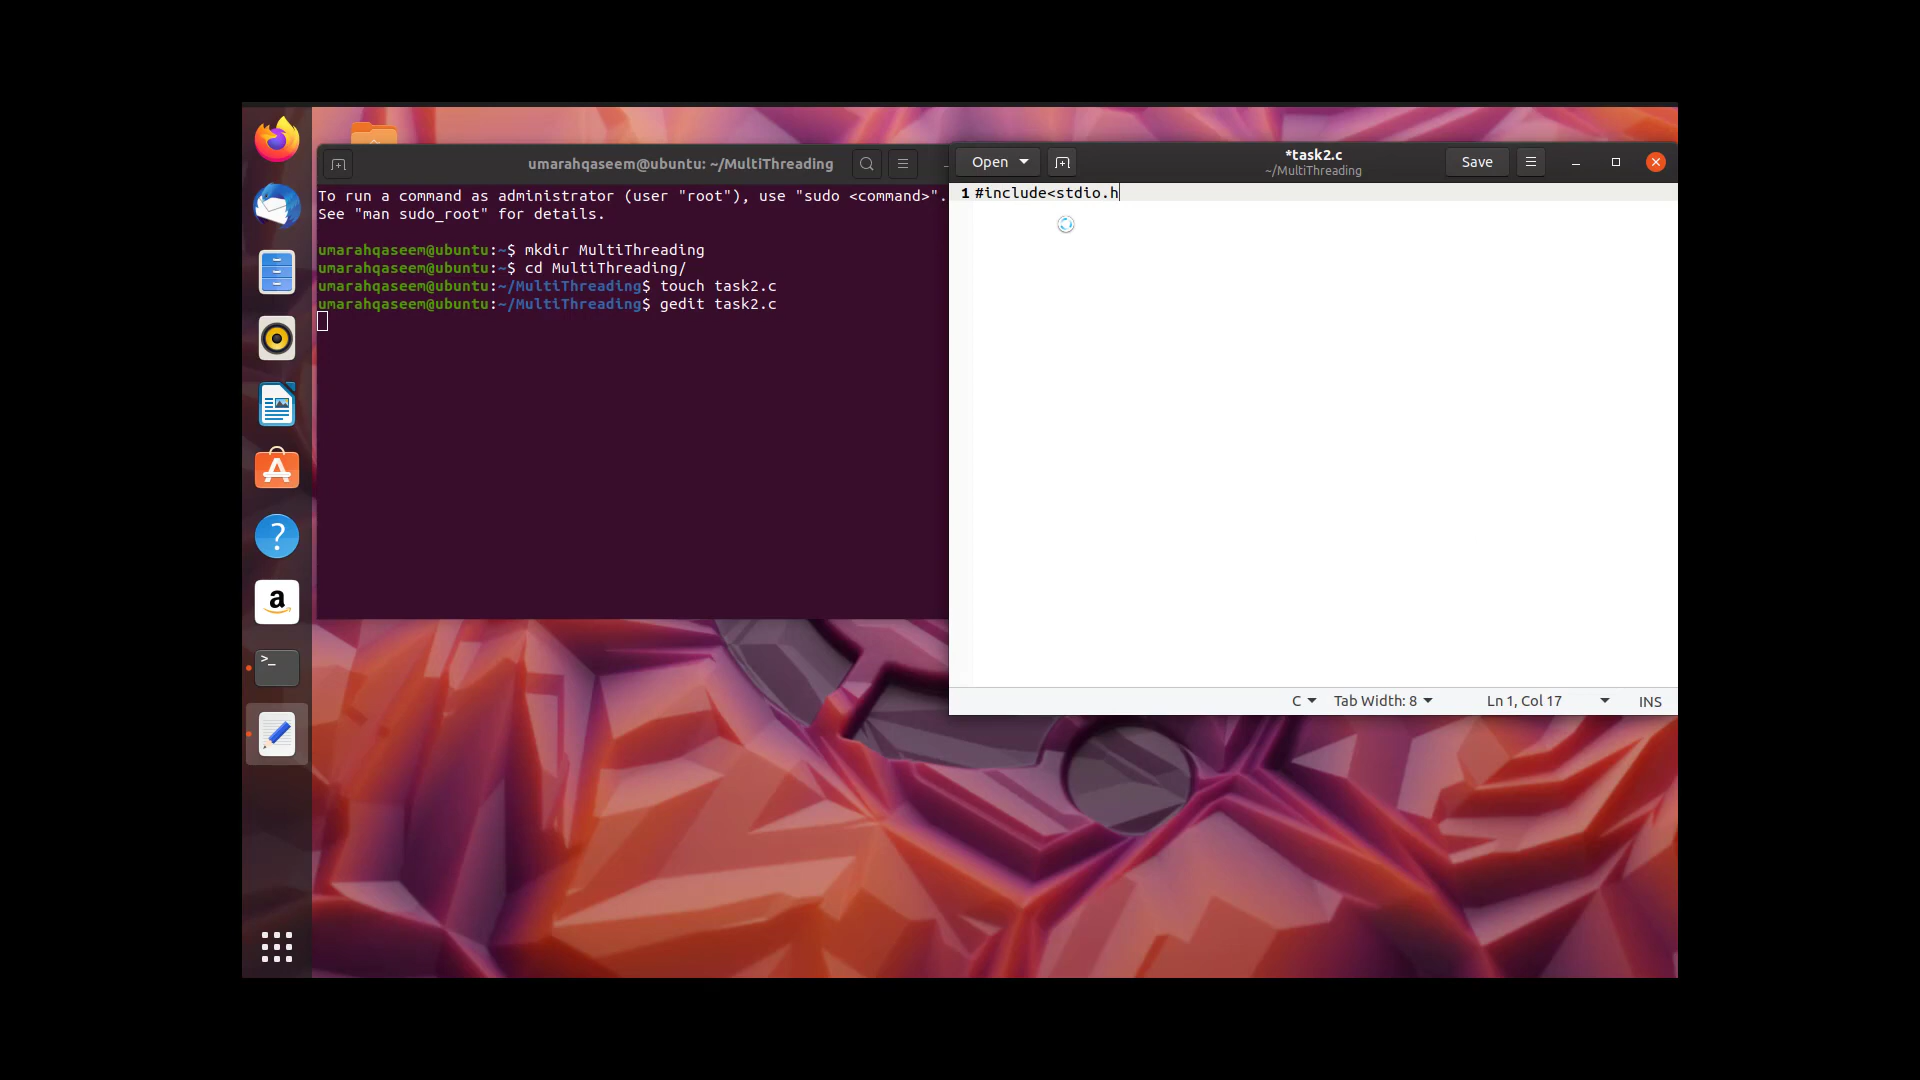 umarahqaseem@ubuntu: ~/MultiThreading
To run a command as administrator (user "root"), use "sudo <command>".
See "man sudo_root" for details.
umarahqaseem@ubuntu:~$ mkdir MultiThreading
umarahqaseem@ubuntu:~$ cd MultiThreading/
umarahqaseem@ubuntu:~/MultiThreading$ touch task2.c
umarahqaseem@ubuntu:~/MultiThreading$ gedit task2.c
Open
*task2.c
~/MultiThreading
Save
1 #include<stdio.h
C Tab Width: 8 Ln 1, Col 17 INS